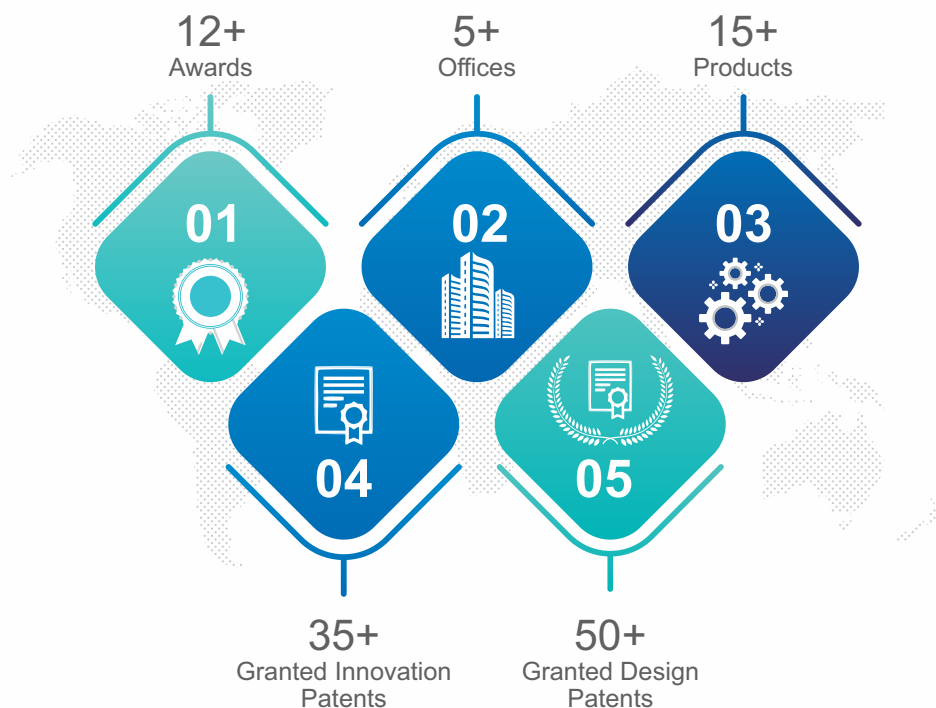 12+
Awards
5+
Offices
15+
Products
01
02
03
04
05
35+
Granted Innovation
Patents
50+
Granted Design
Patents